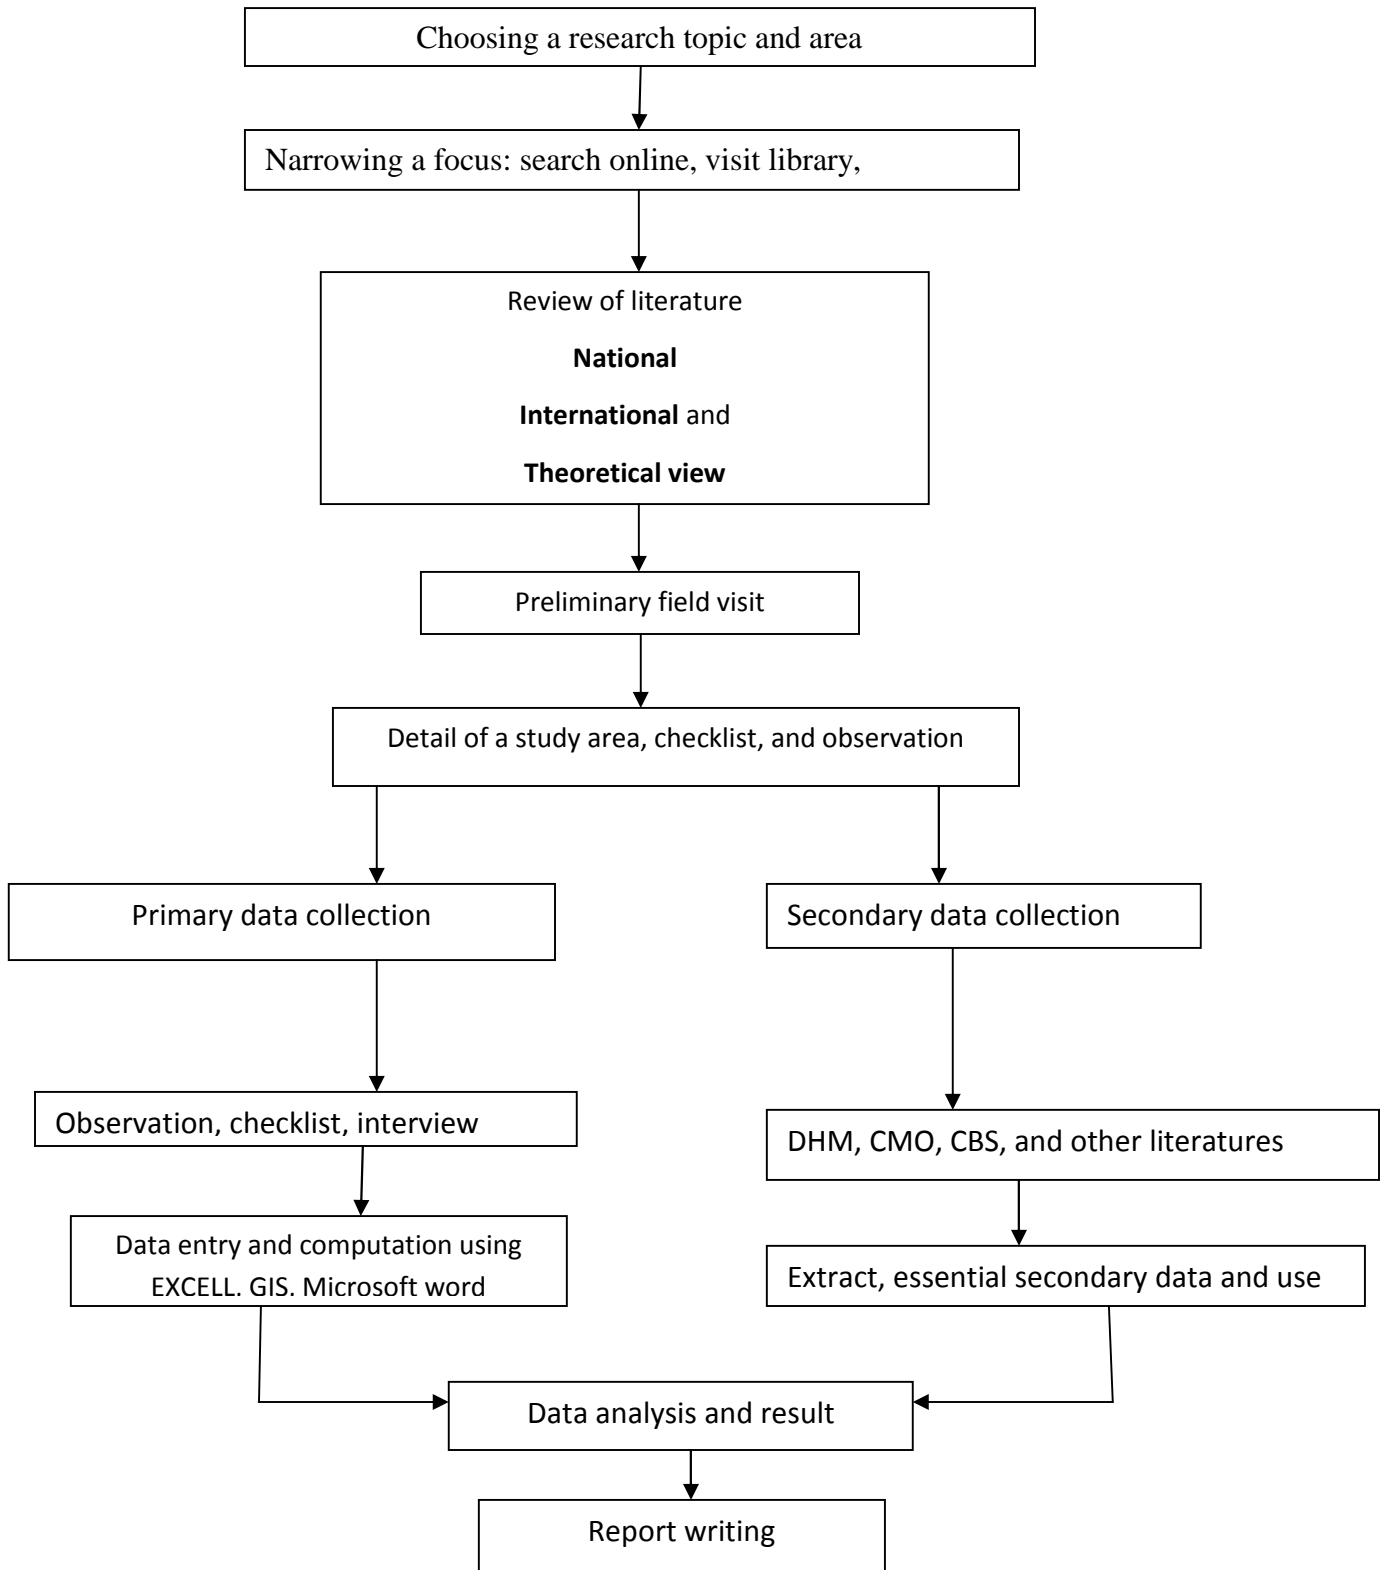 Choosing a research topic and area
Narrowing a focus: search online, visit library,
Review of literature
National
International and
Theoretical view
Preliminary field visit
Detail of a study area, checklist, and observation
Primary data collection
Secondary data collection
Observation, checklist, interview
DHM, CMO, CBS, and other literatures
Data entry and computation using
EXCELL. GIS. Microsoft word
Extract, essential secondary data and use
Data analysis and result
Report writing